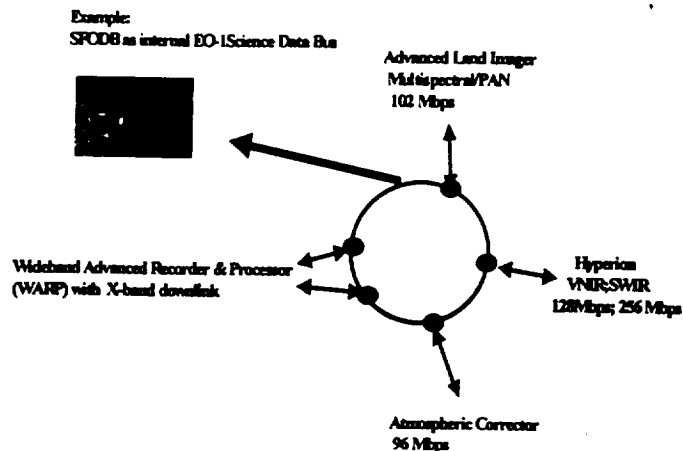 Example:
SFODB as internal EO-1Science Data Bus
Advanced Land Imager
Multispectral/PAN
102 Mbps
Wideband Advanced Recorder & Processor
(WARP) with X-band downlink
Hyperion
VNIR;SWIR
128Mbps; 256 Mbps
Atmospheric Corrector
96 Mbps